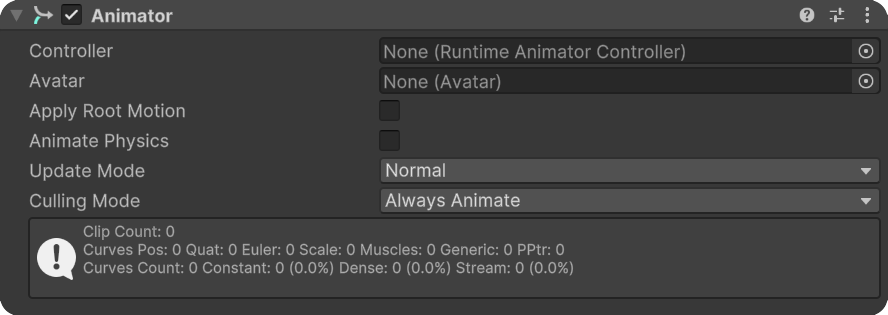 Animator
Controller None (Runtime Animator Controller)
Avatar None (Avatar)
Apply Root Motion
Animate Physics
Update Mode Normal
Culling Mode Always Animate
Clip Count: 0
Curves Pos: 0 Quat: 0 Euler: 0 Scale: 0 Muscles: 0 Generic: 0 PPtr: 0
Curves Count: 0 Constant: 0 (0.0%) Dense: 0 (0.0%) Stream: 0 (0.0%)